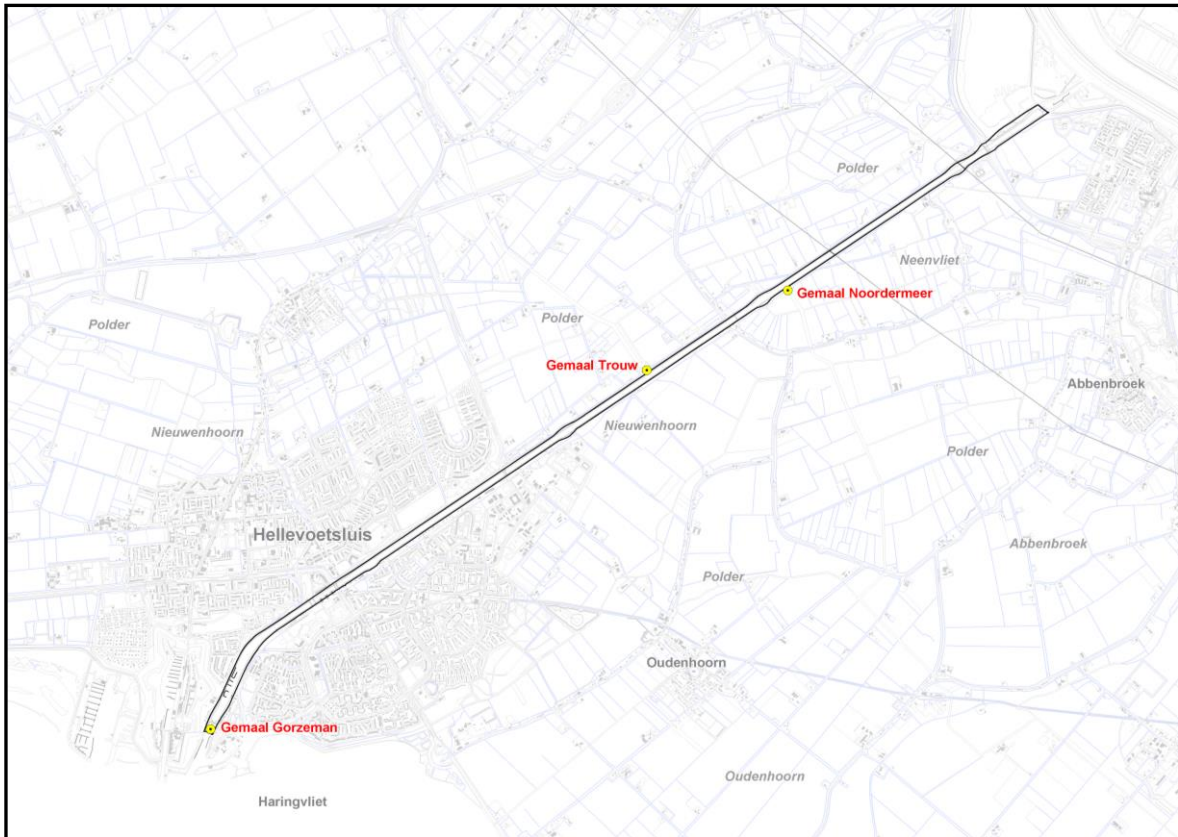 Polder
Neenvliet
Gemaal Noordermeer
Polder
Polder
Gemaal Trouw
Abbenbroek
Nieuwenhoorn
Nieuwenhoorn
Polder
Hellevoetsluis
Abbenbroek
Polder
Oudenhoorn
Gemaal Gorzeman
Oudenhoorn
Haringvliet